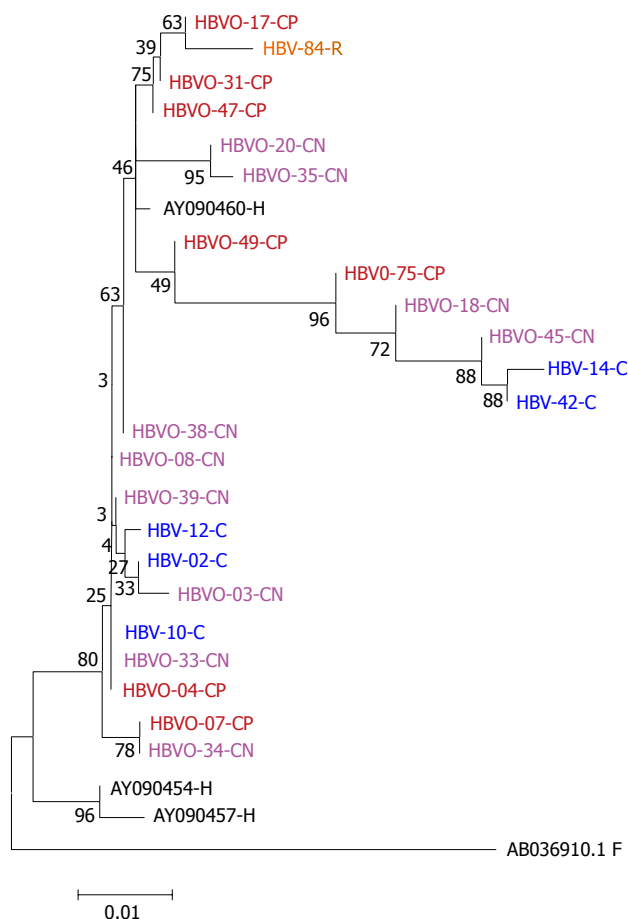 63 HBVO-17-CP
39 HBV-84-R
75 HBVO-31-CP
HBVO-47-CP
HBVO-20-CN
46 95 HBVO-35-CN
AY090460-H
HBVO-49-CP
49 HBV0-75-CP
63 96 HBVO-18-CN
72 HBVO-45-CN
3 88 HBV-14-C
88 HBV-42-C
HBVO-38-CN
HBVO-08-CN
HBVO-39-CN
3 HBV-12-C
4
27 HBV-02-C
33 HBVO-03-CN
25
HBV-10-C
80 HBVO-33-CN
HBVO-04-CP
HBVO-07-CP
78 HBVO-34-CN
AY090454-H
96 AY090457-H
AB036910.1 F
0.01